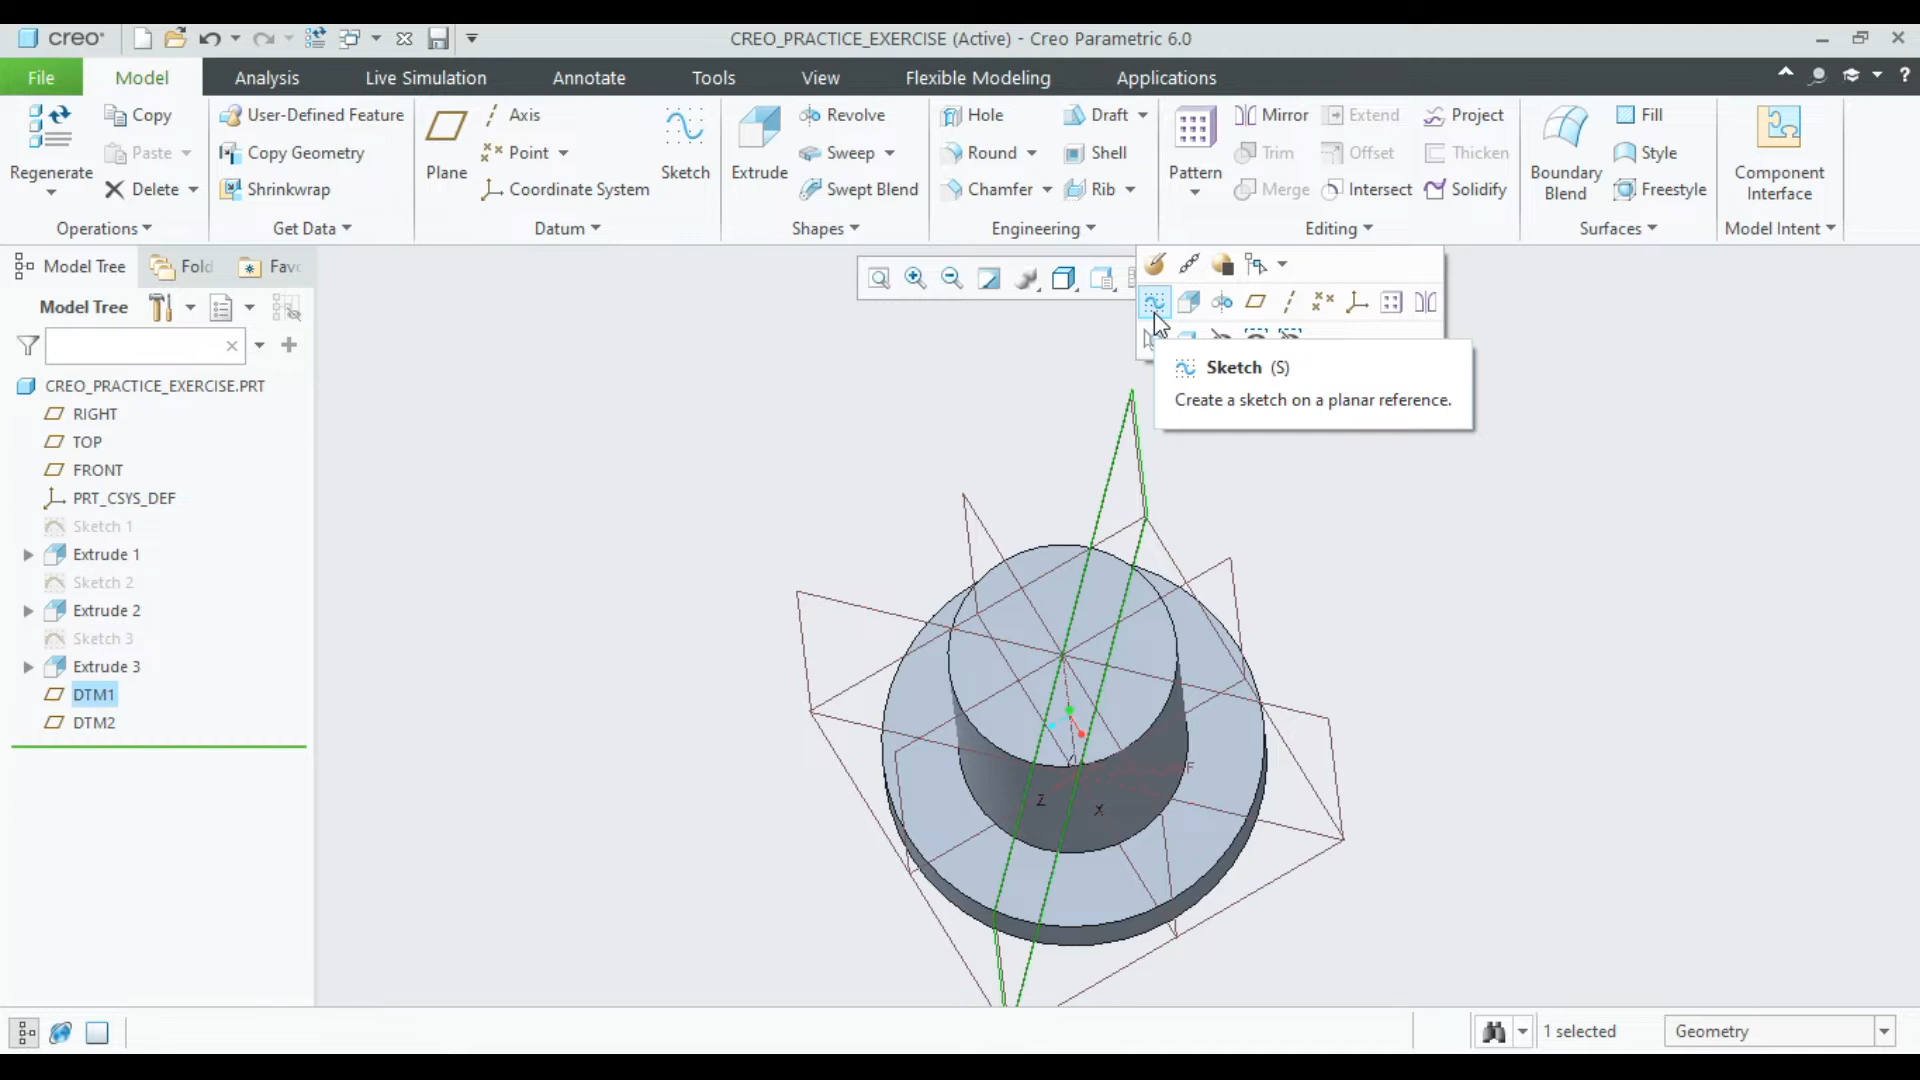 creo
CREO_PRACTICE_EXERCISE (Active) - Creo Parametric 6.0
File Model Analysis Live Simulation Annotate Tools View Flexible Modeling Applications
Regenerate
Copy
Paste
Delete
Operations
User-Defined Feature
Copy Geometry
Shrinkwrap
Get Data
Plane
Axis
Point
Coordinate System
Sketch
Datum
Extrude
Revolve
Sweep
Swept Blend
Shapes
Hole
Draft
Round
Shell
Chamfer
Rib
Engineering
Pattern
Mirror
Extend
Project
Trim
Offset
Thicken
Merge
Intersect
Solidify
Editing
Boundary
Blend
Fill
Style
Freestyle
Surfaces
Component
Interface
Model Intent
Model Tree
Fold
Favo
Model Tree
CREO_PRACTICE_EXERCISE.PRT
RIGHT
TOP
FRONT
PRT_CSYS_DEF
Sketch 1
Extrude 1
Sketch 2
Extrude 2
Sketch 3
Extrude 3
DTM1
DTM2
Sketch (S)
Create a sketch on a planar reference.
Z
X
1 selected
Geometry